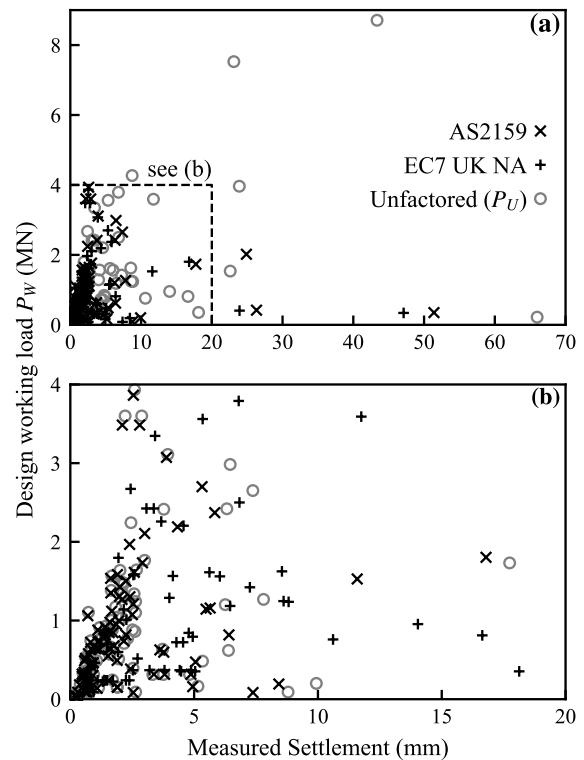 (a)
8
6
4
2
0
see (b)
AS2159 ×
EC7 UK NA +
Unfactored (P_U) ○
0 10 20 30 40 50 60 70
Design working load P_W (MN)
(b)
4
3
2
1
0
0 5 10 15 20
Measured Settlement (mm)